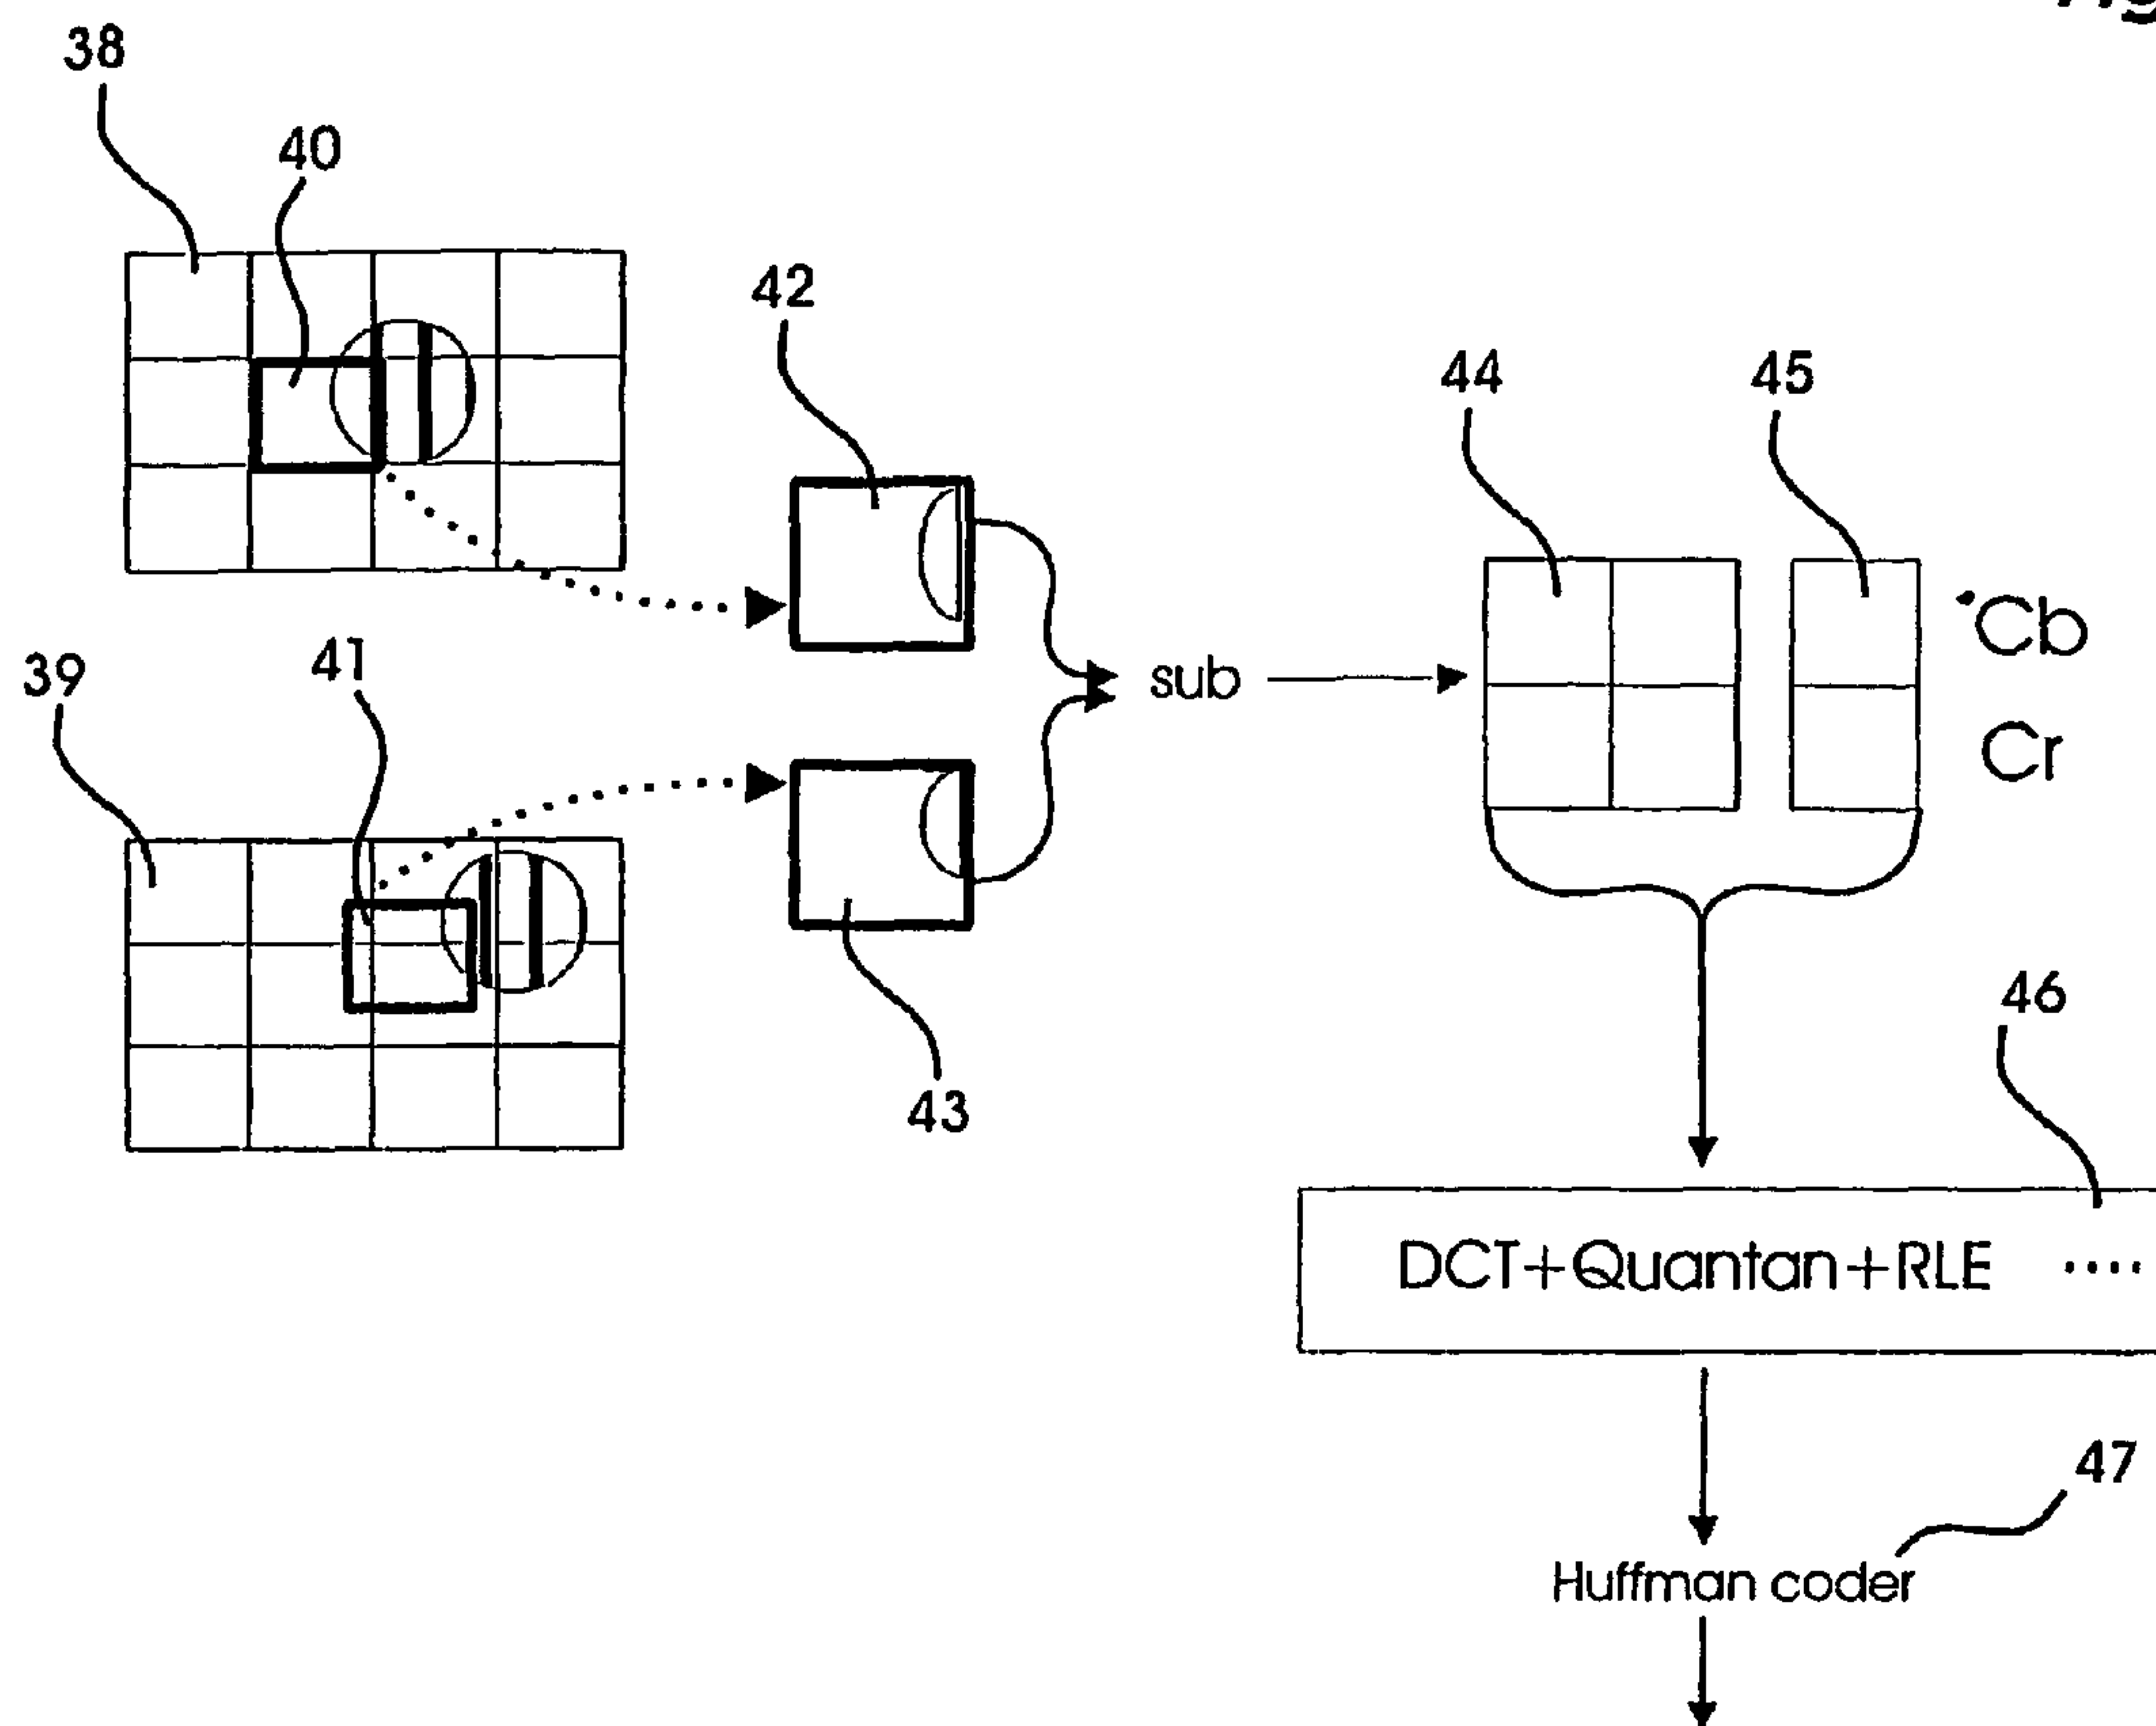 38
40
42
44
45
Cb
Cr
sub
39
41
43
46
DCT+Quantan+RLE ....
47
Huffman coder